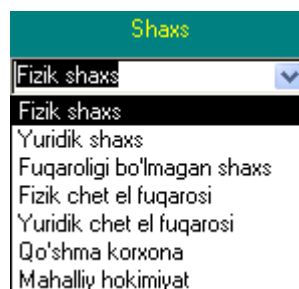 Shaxs
Fizik shaxs
Fizik shaxs
Yuridik shaxs
Fuqaroligi bo'lmagan shaxs
Fizik chet el fuqarosi
Yuridik chet el fuqarosi
Qo'shma korxona
Mahalliy hokimiyat